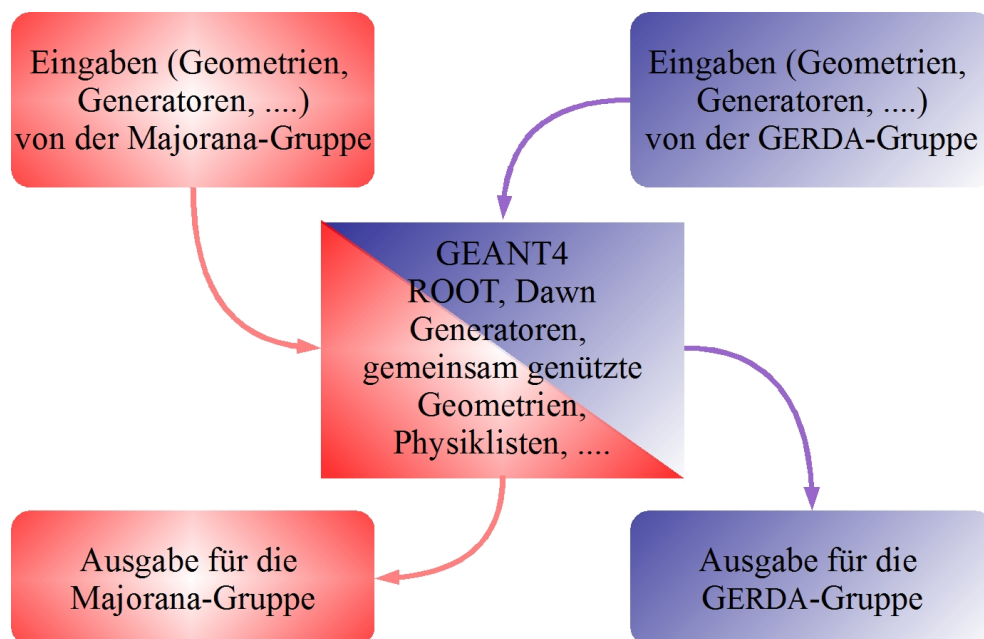 Eingaben (Geometrien,
Generatoren, ....)
von der Majorana-Gruppe
Eingaben (Geometrien,
Generatoren, ....)
von der GERDA-Gruppe
GEANT4
ROOT, Dawn
Generatoren,
gemeinsam genützte
Geometrien,
Physiklisten, ....
Ausgabe für die
Majorana-Gruppe
Ausgabe für die
GERDA-Gruppe